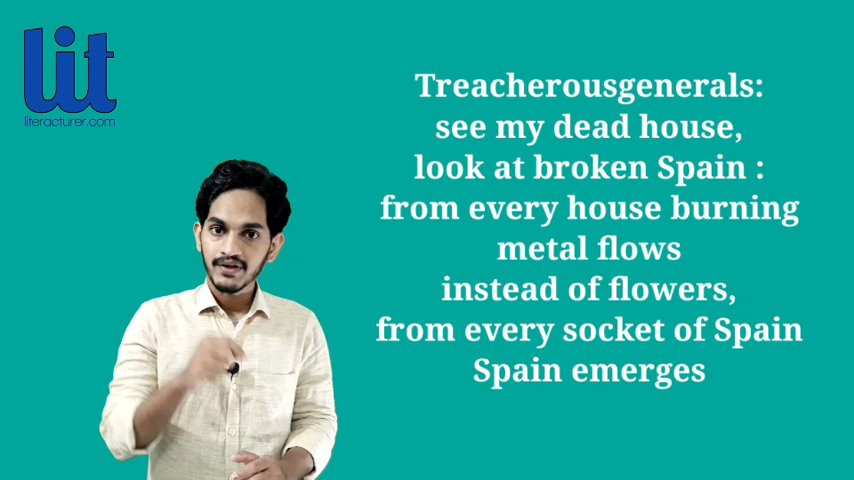 lit
literacturer.com
Treacherousgenerals:
see my dead house,
look at broken Spain :
from every house burning
metal flows
instead of flowers,
from every socket of Spain
Spain emerges